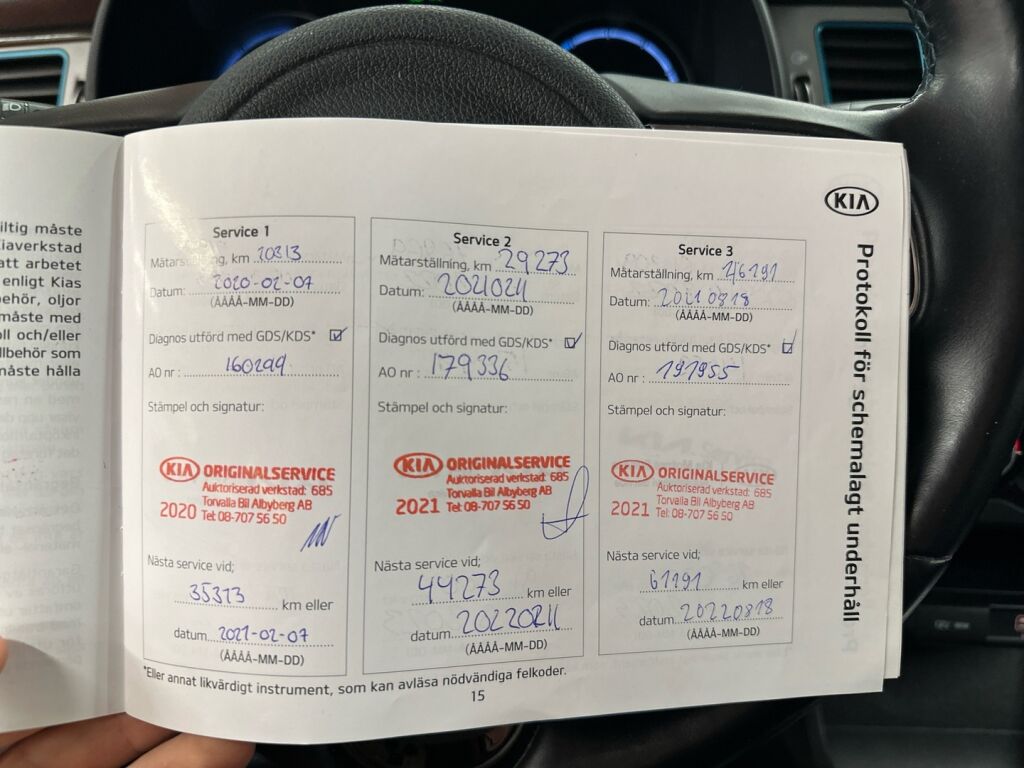 iltig måste
iaverkstad
att arbetet
enligt Kias
behör, oljor
måste med
oll och/eller
llbehör som
måste hålla
KIA
Protokoll för schemalagt underhåll
Service 1
Mätarställning, km 20313
Datum: 2020-02-07
(ÅÅÅÅ-MM-DD)
Diagnos utförd med GDS/KDS*
AO nr : 160299
Stämpel och signatur:
KIA ORIGINALSERVICE
Auktoriserad verkstad: 685
Torvalla Bil Albyberg AB
2020 Tel: 08-707 56 50
Nästa service vid;
35313 km eller
datum 2021-02-07
(ÅÅÅÅ-MM-DD)
Service 2
Mätarställning, km 29273
Datum: 20210211
(ÅÅÅÅ-MM-DD)
Diagnos utförd med GDS/KDS*
AO nr : 179336
Stämpel och signatur:
KIA ORIGINALSERVICE
Auktoriserad verkstad: 685
Torvalla Bil Albyberg AB
2021 Tel: 08-707 56 50
Nästa service vid;
44273 km eller
datum 20220211
(ÅÅÅÅ-MM-DD)
Service 3
Mätarställning, km 46191
Datum: 20210818
(ÅÅÅÅ-MM-DD)
Diagnos utförd med GDS/KDS*
AO nr : 191955
Stämpel och signatur:
KIA ORIGINALSERVICE
Auktoriserad verkstad: 685
Torvalla Bil Albyberg AB
2021 Tel: 08-707 56 50
Nästa service vid;
61191 km eller
datum 20220818
(ÅÅÅÅ-MM-DD)
*Eller annat likvärdigt instrument, som kan avläsa nödvändiga felkoder.
15